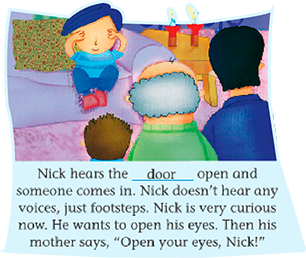 Nick hears the door open and
someone comes in. Nick doesn't hear any
voices, just footsteps. Nick is very curious
now. He wants to open his eyes. Then his
mother says, “Open your eyes, Nick!”